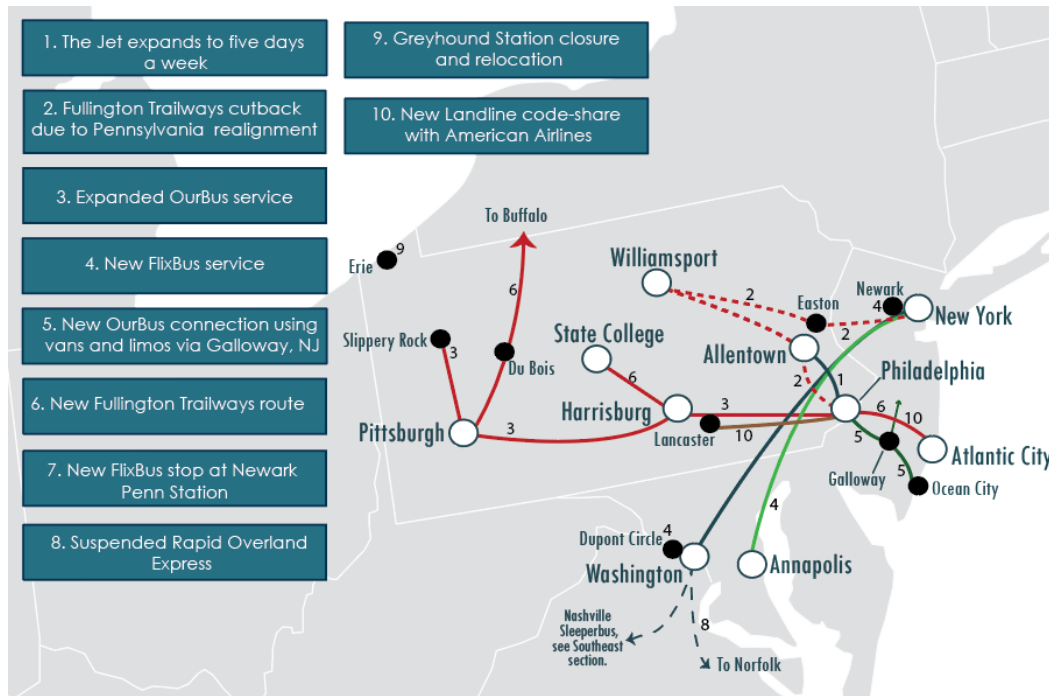 1. The Jet expands to five days
a week
2. Fullington Trailways cutback
due to Pennsylvania realignment
3. Expanded OurBus service
4. New FlixBus service
5. New OurBus connection using
vans and limos via Galloway, NJ
6. New Fullington Trailways route
7. New FlixBus stop at Newark
Penn Station
8. Suspended Rapid Overland
Express
9. Greyhound Station closure
and relocation
10. New Landline code-share
with American Airlines
To Buffalo
9
Erie
6
Williamsport
2
Easton
Newark
4
New York
Slippery Rock
3
State College
Du Bois
Allentown
2
6
2
1
Philadelphia
Pittsburgh
3
Harrisburg
3
Lancaster
10
6
10
5
Galloway
Atlantic City
5
Ocean City
4
4
Dupont Circle
Washington
Annapolis
Nashville
Sleeperbus,
see Southeast
section.
8
To Norfolk